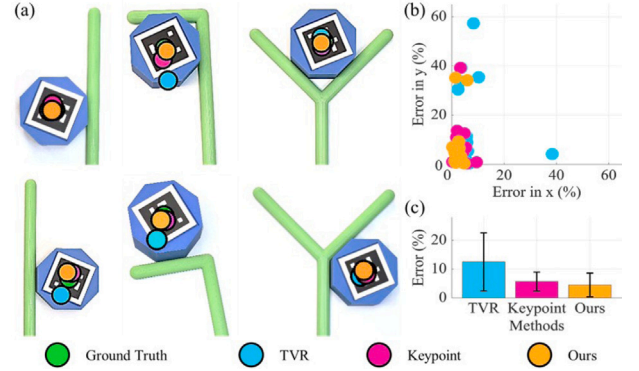 (a)
(b)
60
40
20
0
Error in y (%)
0
20
40
60
Error in x (%)
(c)
20
10
0
Error (%)
TVR
Keypoint
Ours
Methods
Ground Truth
TVR
Keypoint
Ours